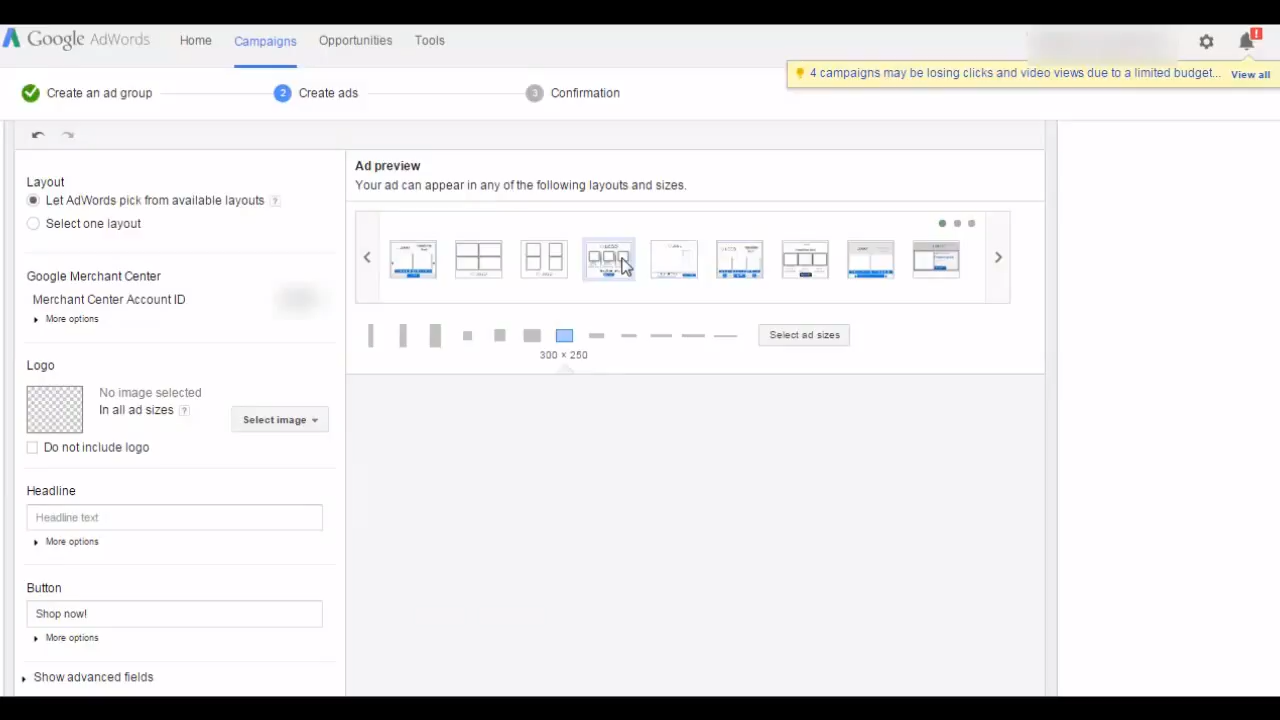 Google AdWords Home Campaigns Opportunities Tools !
4 campaigns may be losing clicks and video views due to a limited budget... View all
Create an ad group 2 Create ads 3 Confirmation
Layout
Let AdWords pick from available layouts ?
Select one layout
Google Merchant Center
Merchant Center Account ID
More options
Logo
No image selected
In all ad sizes ?
Select image
Do not include logo
Headline
Headline text
More options
Button
Shop now!
More options
Show advanced fields
Ad preview
Your ad can appear in any of the following layouts and sizes.
Select ad sizes
300 × 250